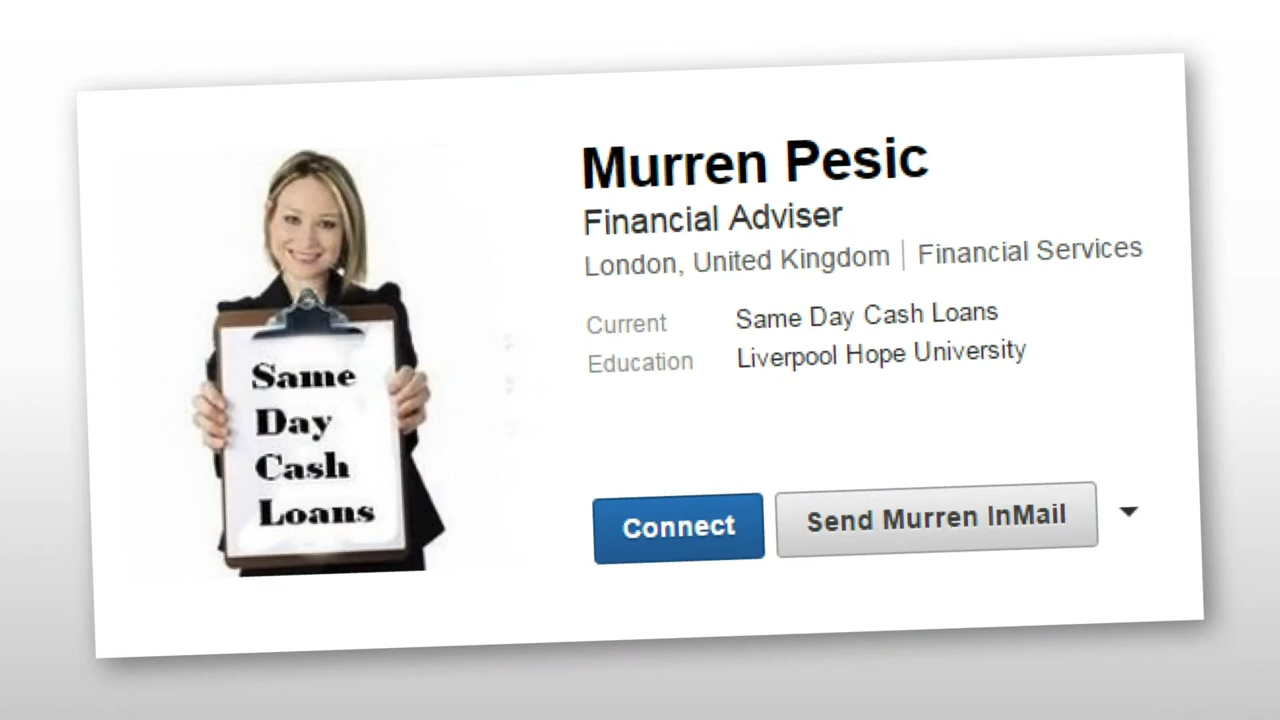 Same
Day
Cash
Loans
Murren Pesic
Financial Adviser
London, United Kingdom | Financial Services
Current Same Day Cash Loans
Education Liverpool Hope University
Connect
Send Murren InMail